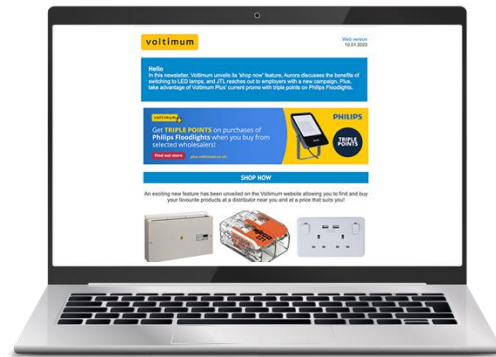 voltimum
Web version
10.01.2020
Hello
In this newsletter, Voltimum unveils its 'shop now' feature, Aurora discusses the benefits of
switching to LED lamps, and JTL reaches out to employers with a new campaign. Plus,
take advantage of Voltimum Plus' current promo with triple points on Philips Floodlights.
voltimum
PHILIPS
Get TRIPLE POINTS on purchases of
Philips Floodlights when you buy from
selected wholesalers!
TRIPLE
POINTS
Find out more
plus.voltimum.co.uk
SHOP NOW
An exciting new feature has been unveiled on the Voltimum website allowing you to find and buy
your favourite products at a distributor near you and at a price that suits you!